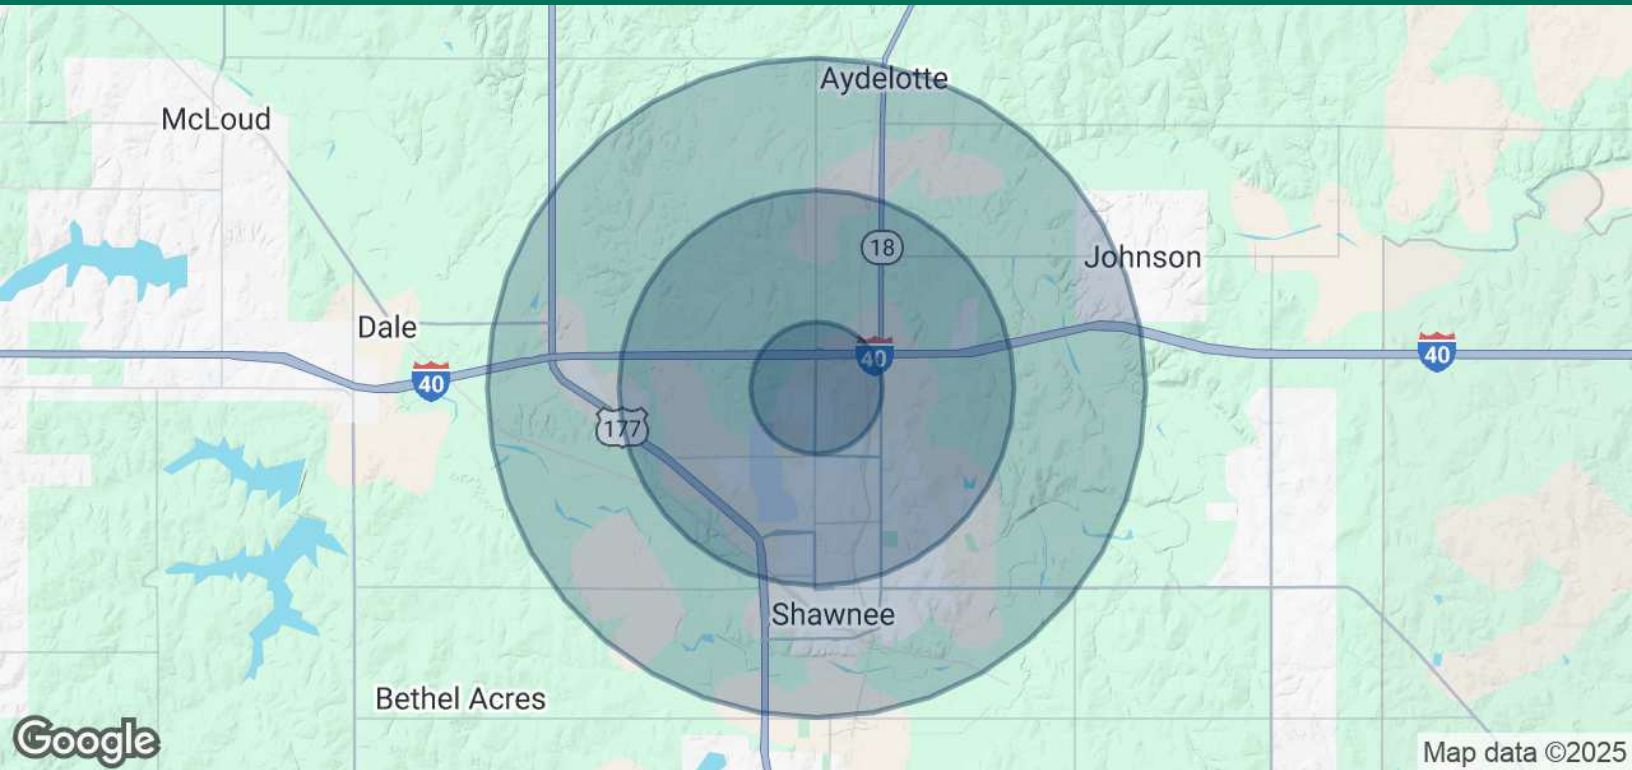 Aydelotte
McLoud
18
Johnson
Dale
40
40
40
177
Shawnee
Bethel Acres
Google
Map data ©2025